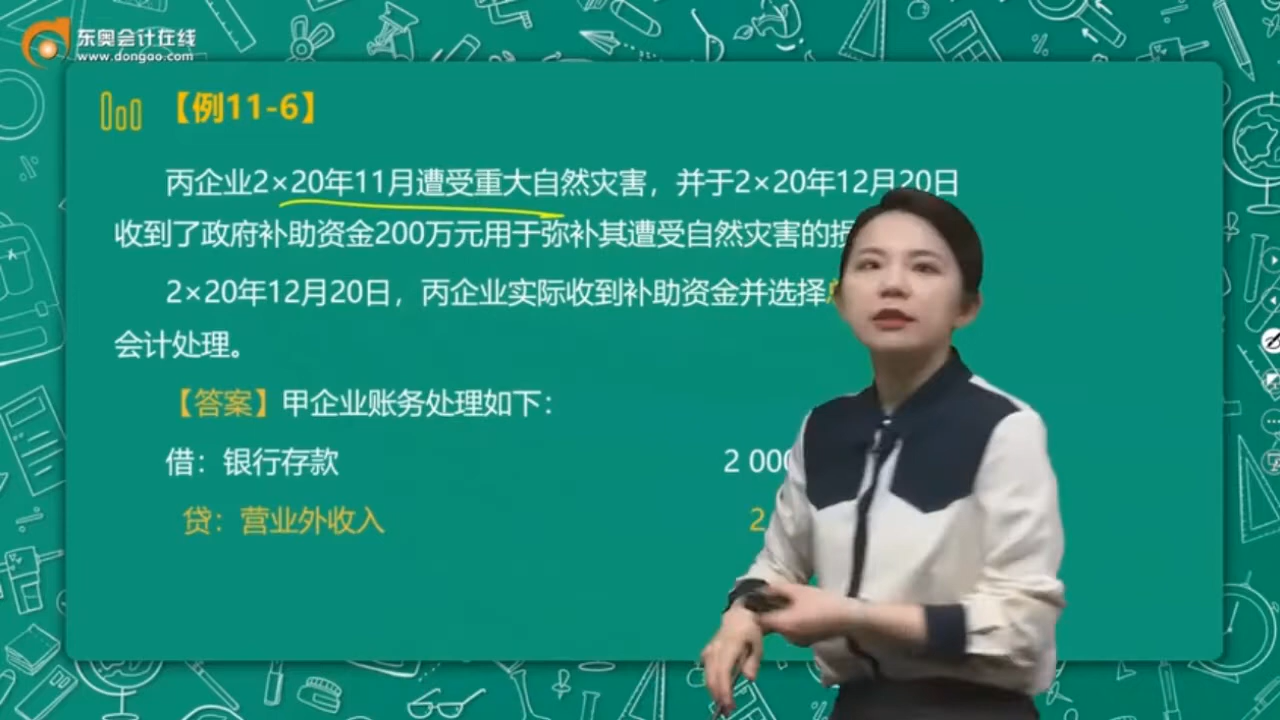 东奥会计在线
www.dongao.com
【例11-6】
丙企业2×20年11月遭受重大自然灾害，并于2×20年12月20日
收到了政府补助资金200万元用于弥补其遭受自然灾害的损
2×20年12月20日，丙企业实际收到补助资金并选择
会计处理。
【答案】甲企业账务处理如下：
借：银行存款 2 000
贷：营业外收入 2